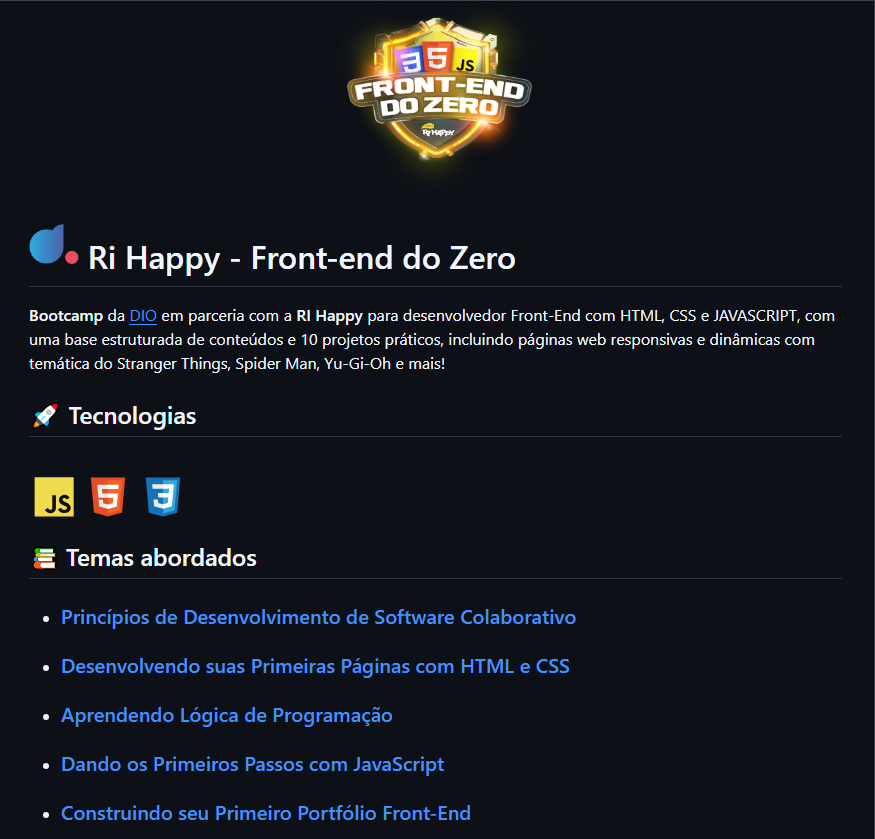 JS
FRONT-END
DO ZERO
RI HAPPY
Ri Happy - Front-end do Zero
Bootcamp da DIO em parceria com a RI Happy para desenvolvedor Front-End com HTML, CSS e JAVASCRIPT, com
uma base estruturada de conteúdos e 10 projetos práticos, incluindo páginas web responsivas e dinâmicas com
temática do Stranger Things, Spider Man, Yu-Gi-Oh e mais!
Tecnologias
JS 5 3
Temas abordados
Princípios de Desenvolvimento de Software Colaborativo
Desenvolvendo suas Primeiras Páginas com HTML e CSS
Aprendendo Lógica de Programação
Dando os Primeiros Passos com JavaScript
Construindo seu Primeiro Portfólio Front-End